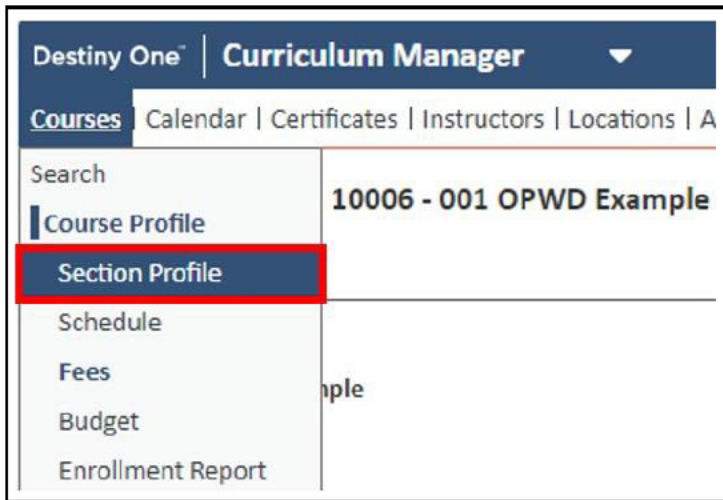 Destiny One™ | Curriculum Manager
Courses | Calendar | Certificates | Instructors | Locations | A
Search
10006 - 001 OPWD Example
Course Profile
Section Profile
Schedule
Fees
nple
Budget
Enrollment Report